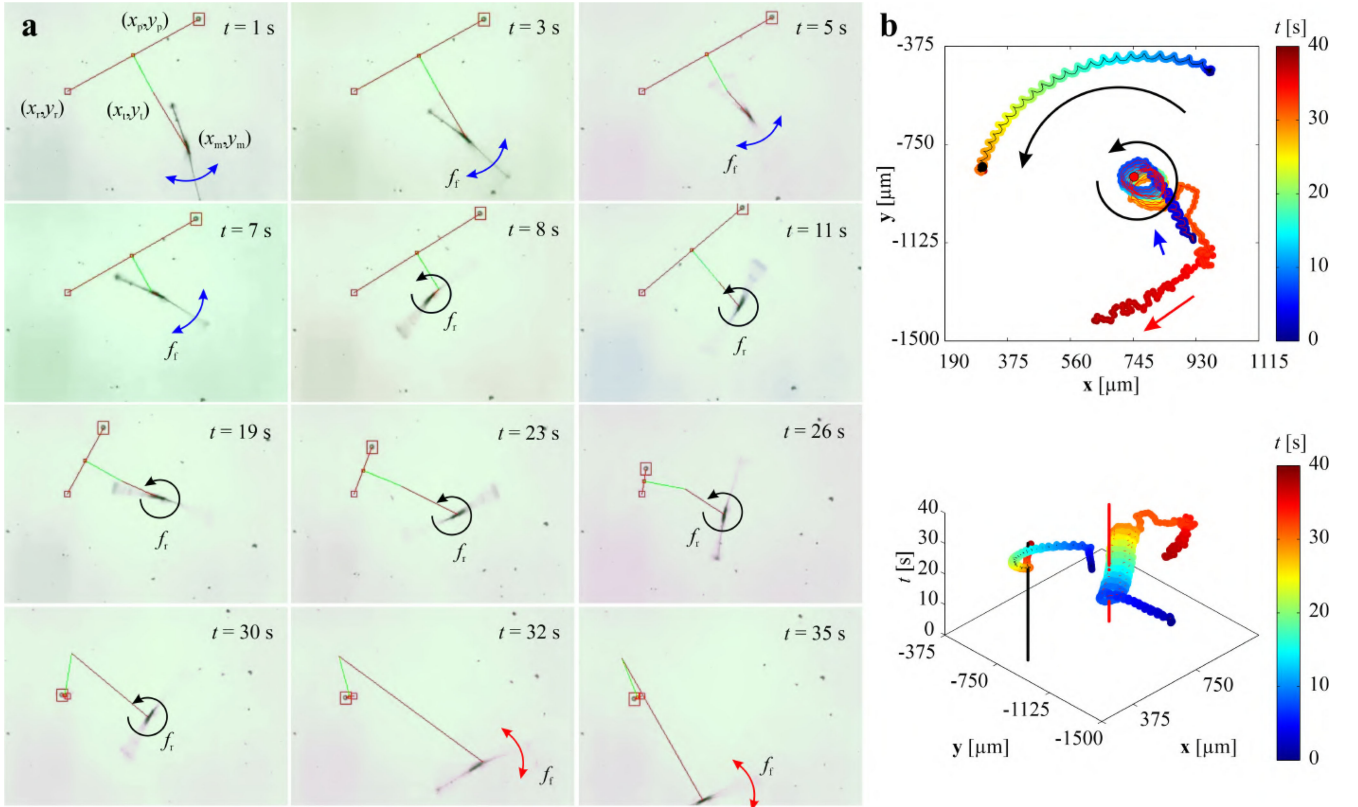 a
(xp,yp)
t = 1 s
(xr,yr)
(xt,yt)
(xm,ym)
t = 3 s
ff
t = 5 s
ff
t = 7 s
ff
t = 8 s
fr
t = 11 s
fr
t = 19 s
fr
t = 23 s
fr
t = 26 s
fr
t = 30 s
fr
t = 32 s
ff
t = 35 s
ff
b
t [s]
-375
-750
-1125
-1500
y [µm]
190 375 560 745 930 1115
x [µm]
40
30
20
10
0
t [s]
40
30
20
10
0
t [s]
40
30
20
10
0
-375
-750
-1125
-1500
y [µm]
375
750
x [µm]